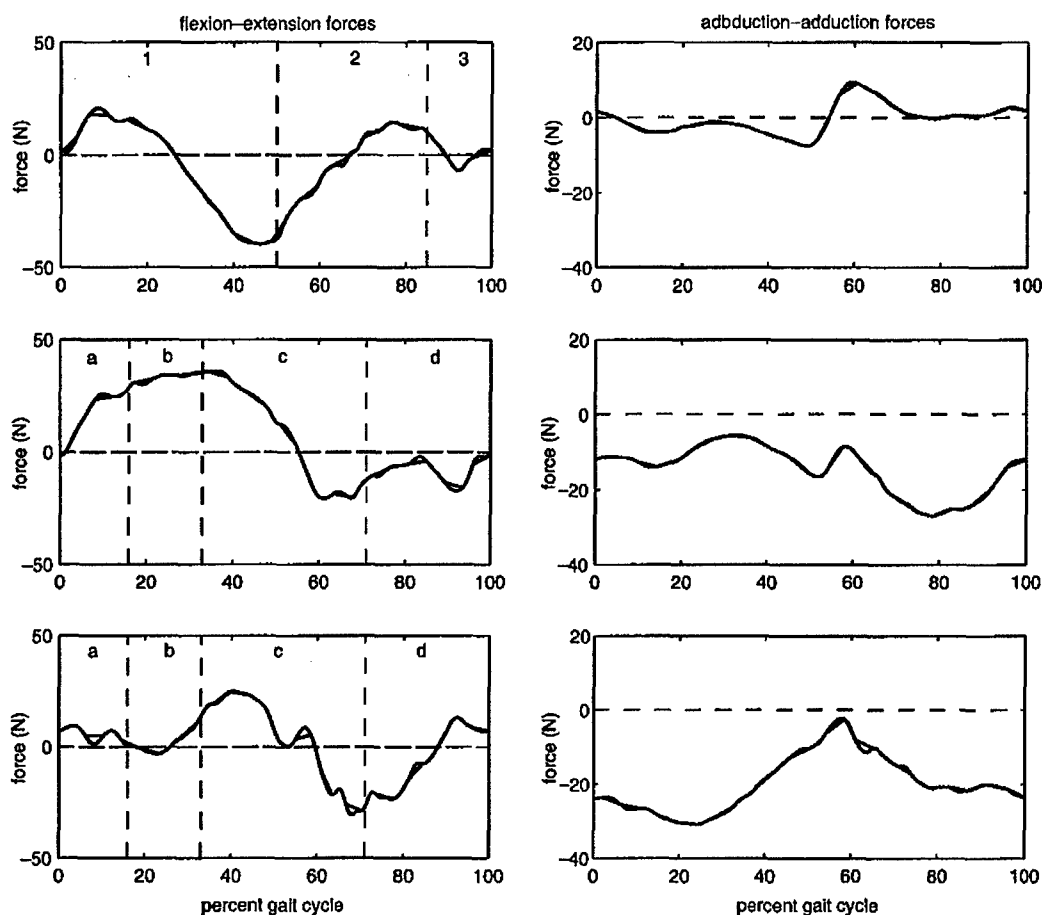 flexion–extension forces
adbduction–adduction forces
50
0
−50
force (N)
1
2
3
0 20 40 60 80 100
20
0
−20
−40
force (N)
0 20 40 60 80 100
50
0
−50
force (N)
a
b
c
d
0 20 40 60 80 100
20
0
−20
−40
force (N)
0 20 40 60 80 100
50
0
−50
force (N)
a
b
c
d
0 20 40 60 80 100
percent gait cycle
20
0
−20
−40
force (N)
0 20 40 60 80 100
percent gait cycle